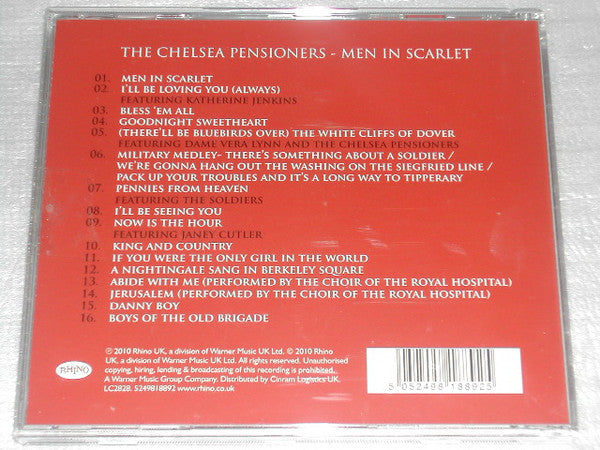 THE CHELSEA PENSIONERS - MEN IN SCARLET
01. MEN IN SCARLET
02. I'LL BE LOVING YOU (ALWAYS)
FEATURING KATHERINE JENKINS
03. BLESS 'EM ALL
04. GOODNIGHT SWEETHEART
05. (THERE'LL BE BLUEBIRDS OVER) THE WHITE CLIFFS OF DOVER
FEATURING DAME VERA LYNN AND THE CHELSEA PENSIONERS
06. MILITARY MEDLEY- THERE'S SOMETHING ABOUT A SOLDIER /
WE'RE GONNA HANG OUT THE WASHING ON THE SIEGFRIED LINE /
PACK UP YOUR TROUBLES AND IT'S A LONG WAY TO TIPPERARY
07. PENNIES FROM HEAVEN
FEATURING THE SOLDIERS
08. I'LL BE SEEING YOU
09. NOW IS THE HOUR
FEATURING JANEY CUTLER
10. KING AND COUNTRY
11. IF YOU WERE THE ONLY GIRL IN THE WORLD
12. A NIGHTINGALE SANG IN BERKELEY SQUARE
13. ABIDE WITH ME (PERFORMED BY THE CHOIR OF THE ROYAL HOSPITAL)
14. JERUSALEM (PERFORMED BY THE CHOIR OF THE ROYAL HOSPITAL)
15. DANNY BOY
16. BOYS OF THE OLD BRIGADE
RHINO
℗ 2010 Rhino UK, a division of Warner Music UK Ltd. © 2010 Rhino
UK, a division of Warner Music UK Ltd. All rights reserved. Unauthorised
copying, hiring, lending & broadcasting of this recording is prohibited.
A Warner Music Group Company. Distributed by Cinram Logistics UK.
LC2828. 5249818892 www.rhino.co.uk
5 052498 188925